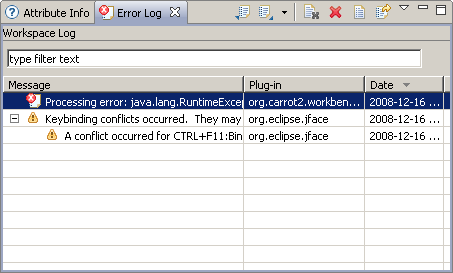 Attribute Info Error Log
Workspace Log
type filter text
Message Plug-in Date
Processing error: java.lang.RuntimeExce org.carrot2.workben... 2008-12-16 ...
Keybinding conflicts occurred. They may org.eclipse.jface 2008-12-16 ...
A conflict occurred for CTRL+F11:Bin org.eclipse.jface 2008-12-16 ...